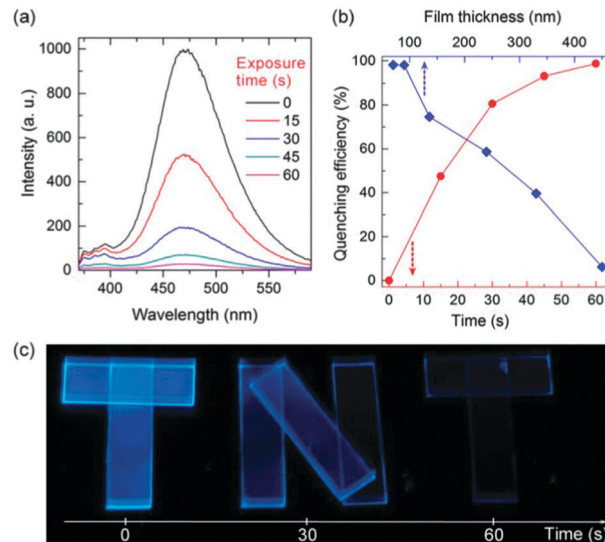 (a)
Intensity (a. u.)
1000
800
600
400
200
0
Exposure
time (s)
0
15
30
45
60
400 450 500 550
Wavelength (nm)
(b)
Film thickness (nm)
100 200 300 400
Quenching efficiency (%)
100
80
60
40
20
0
0 10 20 30 40 50 60
Time (s)
(c)
TNT
0 30 60 Time (s)